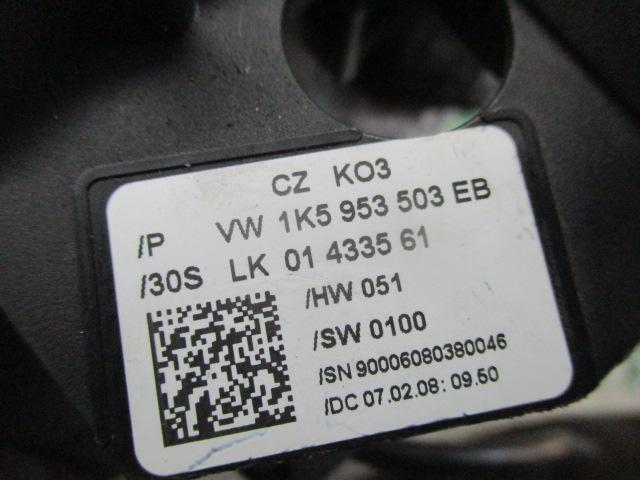 CZ KO3
/P VW 1K5 953 503 EB
/30S LK 01 4335 61
/HW 051
/SW 0100
/SN 90006080380046
/DC 07.02.08: 09.50